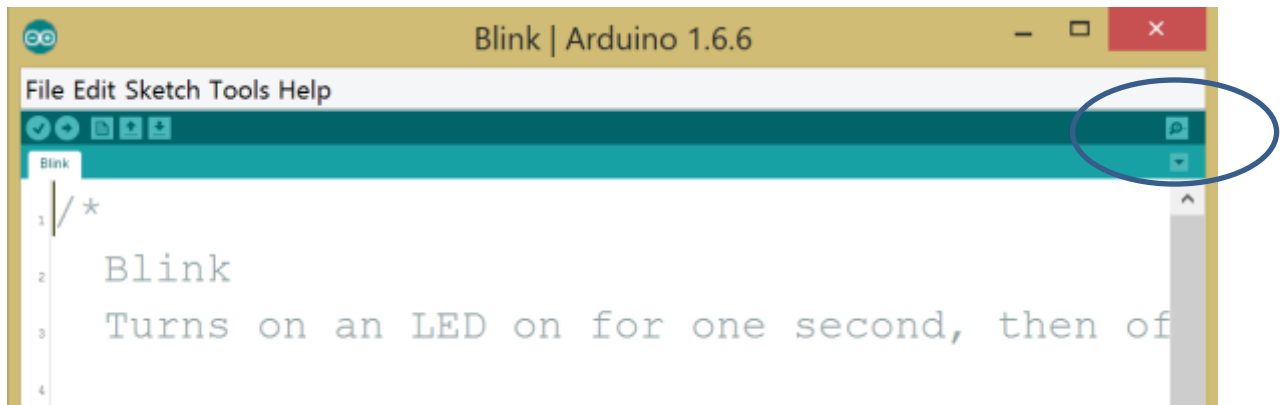 Blink | Arduino 1.6.6
File Edit Sketch Tools Help
Blink
1 /*
2 Blink
3 Turns on an LED on for one second, then of
4